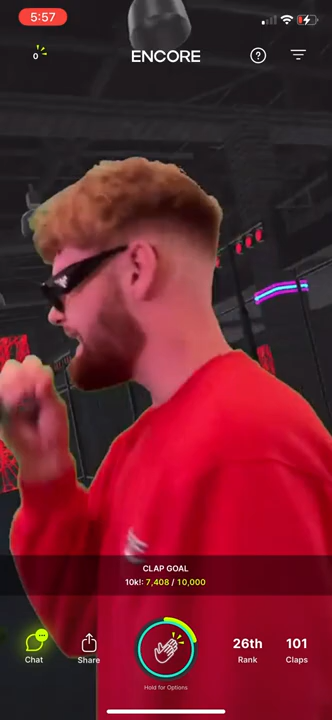 5:57
0
ENCORE
?
CLAP GOAL
10k!: 7,408 / 10,000
26th
101
Chat
Share
Rank
Claps
Hold for Options